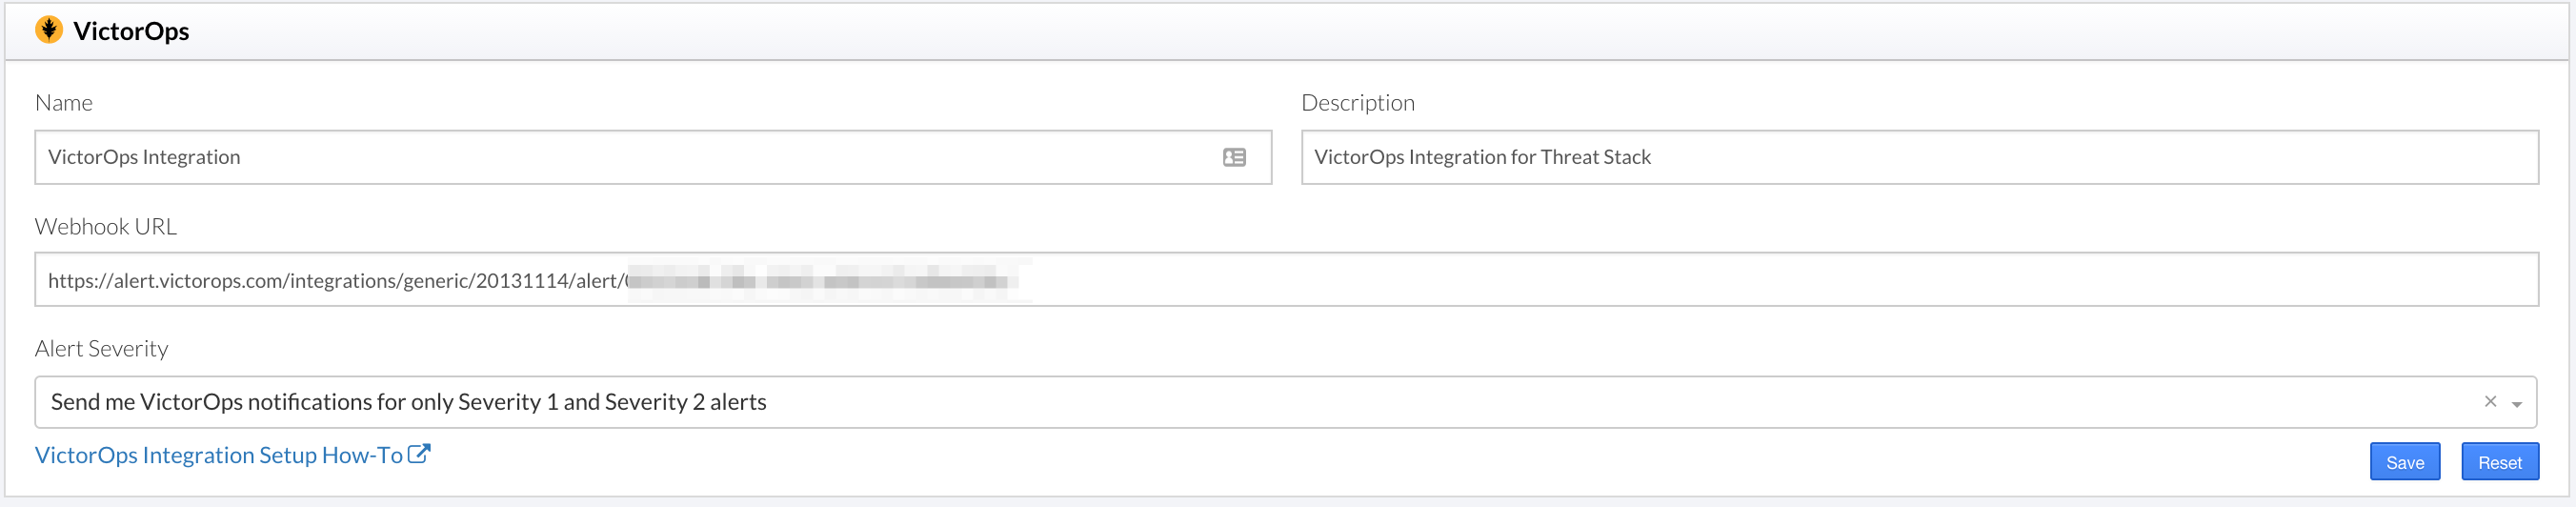 VictorOps
Name
Description
VictorOps Integration
VictorOps Integration for Threat Stack
Webhook URL
https://alert.victorops.com/integrations/generic/20131114/alert/
Alert Severity
Send me VictorOps notifications for only Severity 1 and Severity 2 alerts
VictorOps Integration Setup How-To
Save
Reset